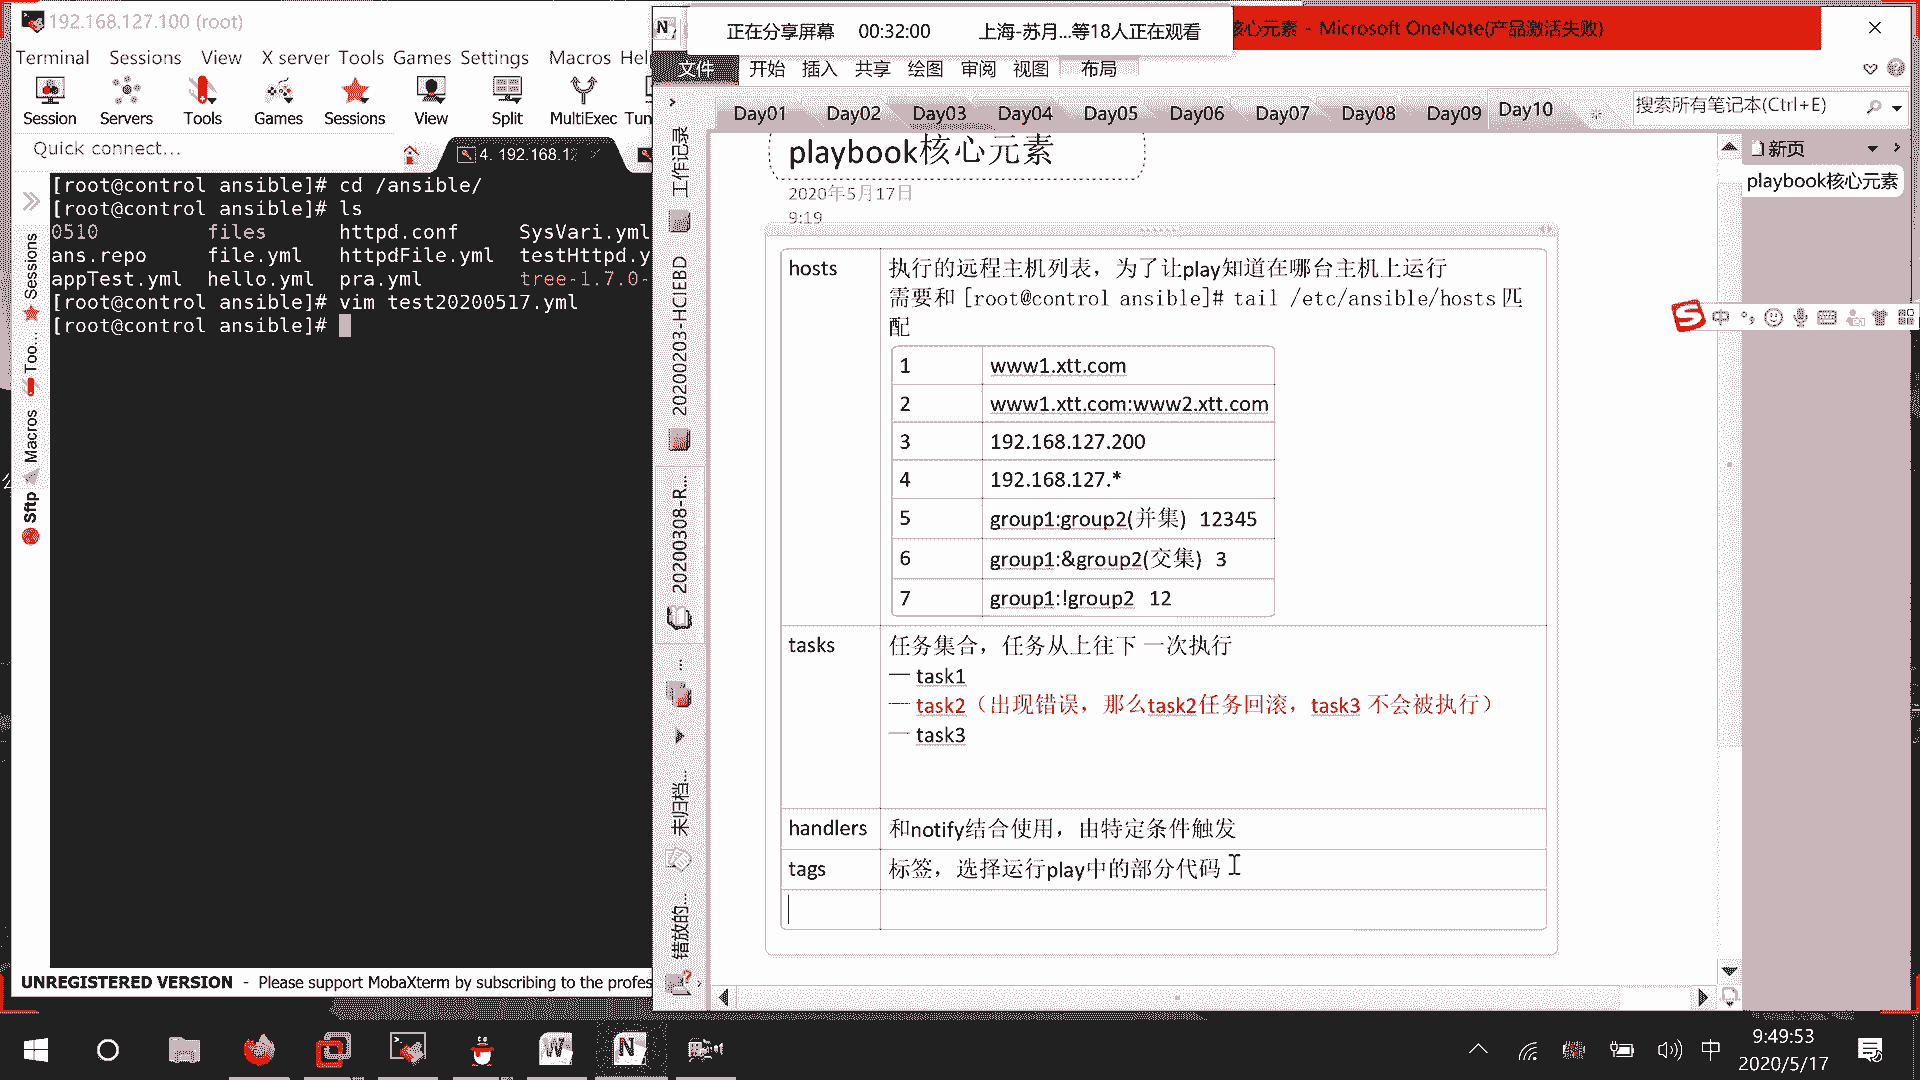 192.168.127.100 (root)
Terminal Sessions View X server Tools Games Settings Macros Hel
Session Servers Tools Games Sessions View Split MultiExec Tun
Quick connect...
4. 192.168.1
[root@control ansible]# cd /ansible/
[root@control ansible]# ls
0510 files httpd.conf SysVari.yml
ans.repo file.yml httpdFile.yml testHttpd.y
appTest.yml hello.yml pra.yml tree-1.7.0-
[root@control ansible]# vim test20200517.yml
[root@control ansible]#
Sessions
Too...
Macros
Sftp
UNREGISTERED VERSION - Please support MobaXterm by subscribing to the profes
正在分享屏幕 00:32:00 上海-苏月...等18人正在观看
核心元素 - Microsoft OneNote(产品激活失败)
文件 开始 插入 共享 绘图 审阅 视图 布局
Day01 Day02 Day03 Day04 Day05 Day06 Day07 Day08 Day09 Day10
搜索所有笔记本(Ctrl+E)
工作记录
20200203-HCIEBD
20200308-R...
...
未归档...
错放的...
新页
playbook核心元素
playbook核心元素
2020年5月17日
9:19
hosts 执行的远程主机列表，为了让play知道在哪台主机上运行
需要和 [root@control ansible]# tail /etc/ansible/hosts 匹
配
1 www1.xtt.com
2 www1.xtt.com:www2.xtt.com
3 192.168.127.200
4 192.168.127.*
5 group1:group2(并集) 12345
6 group1:&group2(交集) 3
7 group1:!group2 12
tasks 任务集合，任务从上往下 一次执行
— task1
— task2（出现错误，那么task2任务回滚，task3 不会被执行）
— task3
handlers 和notify结合使用，由特定条件触发
tags 标签，选择运行play中的部分代码
中
中
9:49:53
2020/5/17